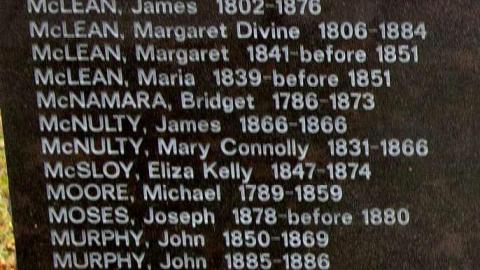 McLEAN, James 1802-1876
McLEAN, Margaret Divine 1806-1884
McLEAN, Margaret 1841-before 1851
McLEAN, Maria 1839-before 1851
McNAMARA, Bridget 1786-1873
McNULTY, James 1866-1866
McNULTY, Mary Connolly 1831-1866
McSLOY, Eliza Kelly 1847-1874
MOORE, Michael 1789-1859
MOSES, Joseph 1878-before 1880
MURPHY, John 1850-1869
MURPHY, John 1885-1886